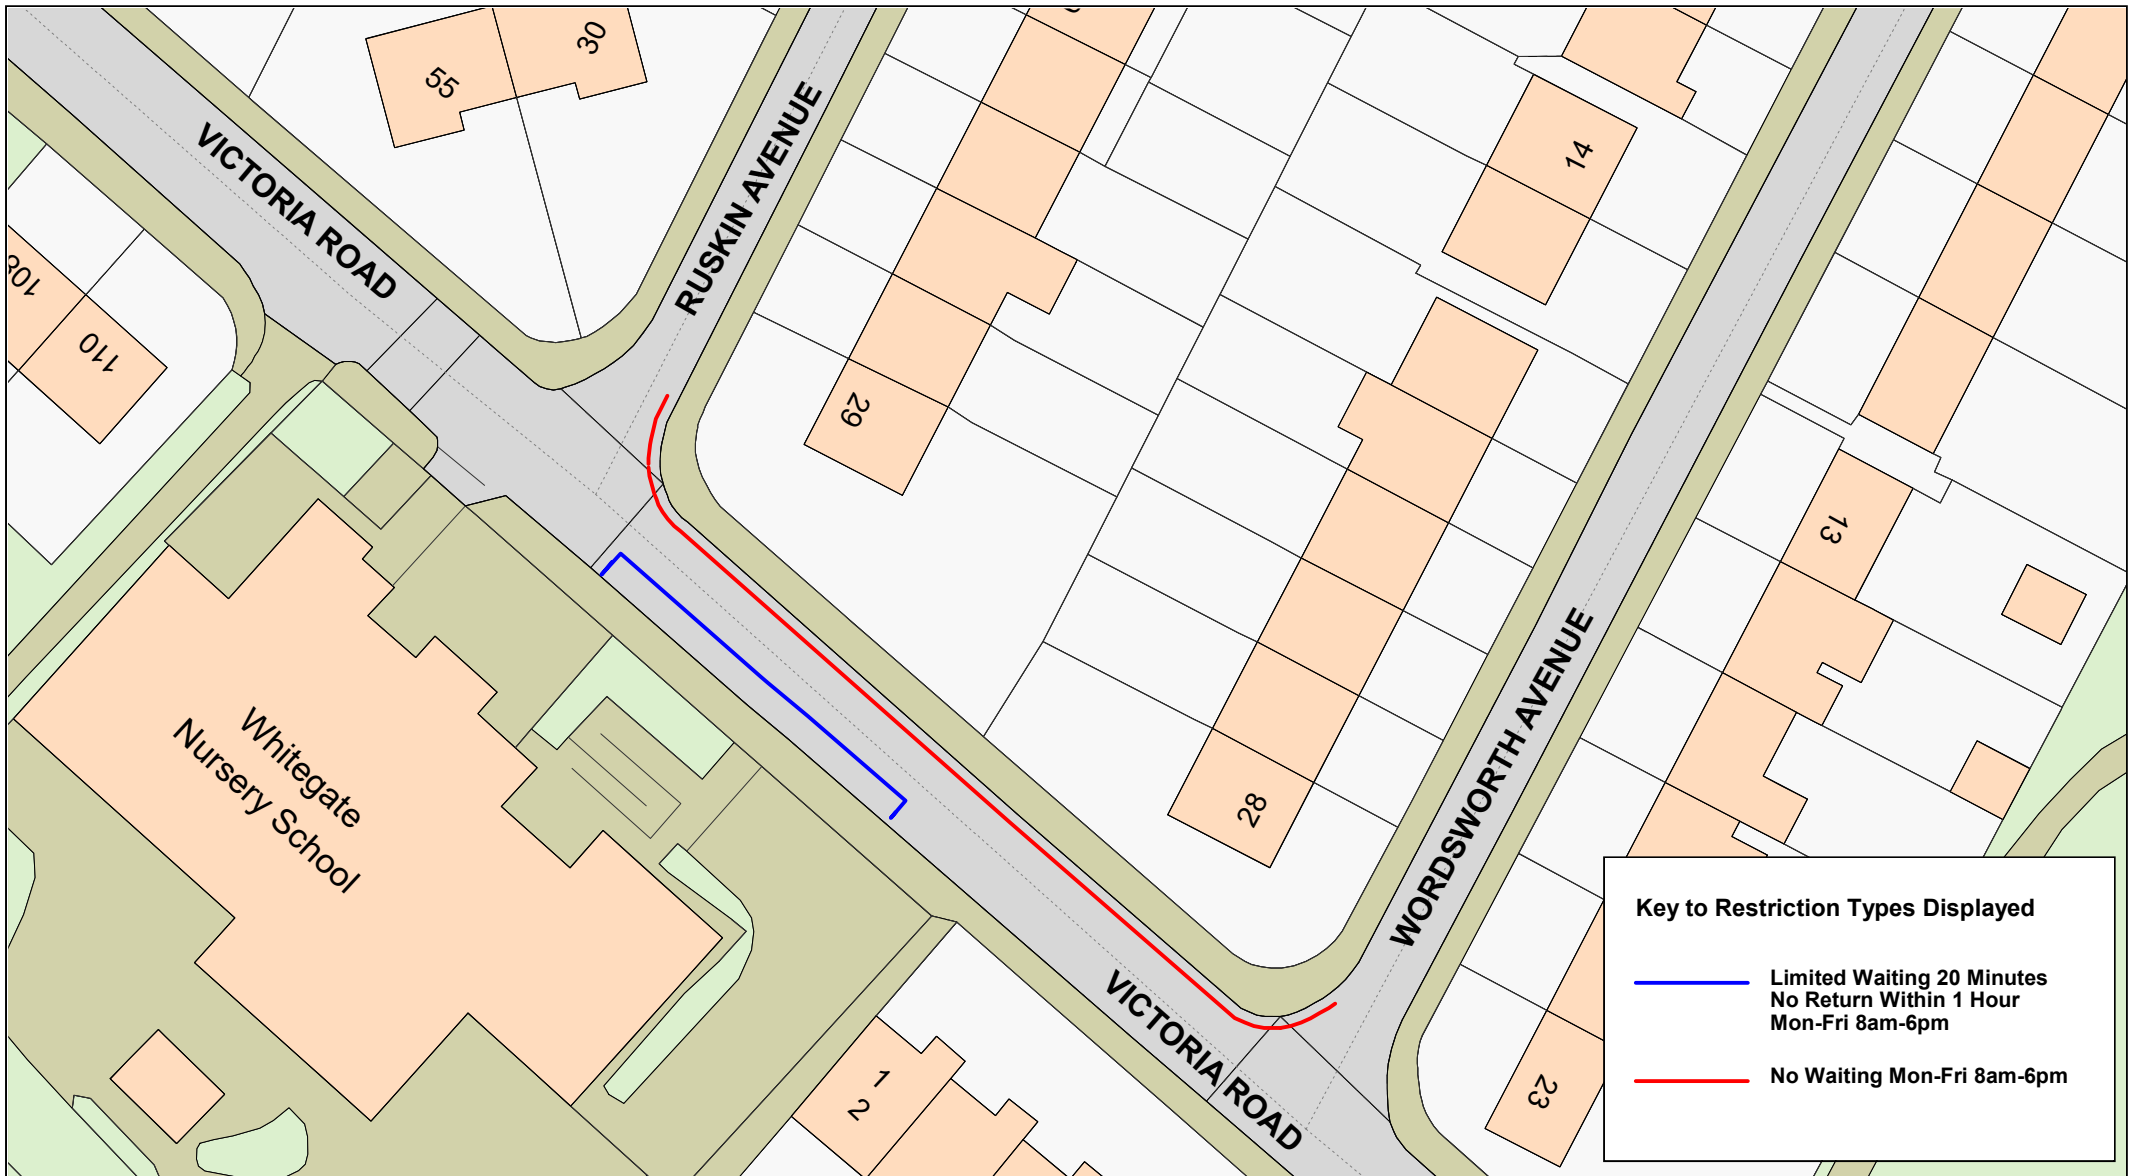 30
55
VICTORIA ROAD
RUSKIN AVENUE
14
108
110
29
13
Whitegate
Nursery School
28
WORDSWORTH AVENUE
VICTORIA ROAD
1
2
23
Key to Restriction Types Displayed
Limited Waiting 20 Minutes
No Return Within 1 Hour
Mon-Fri 8am-6pm
No Waiting Mon-Fri 8am-6pm